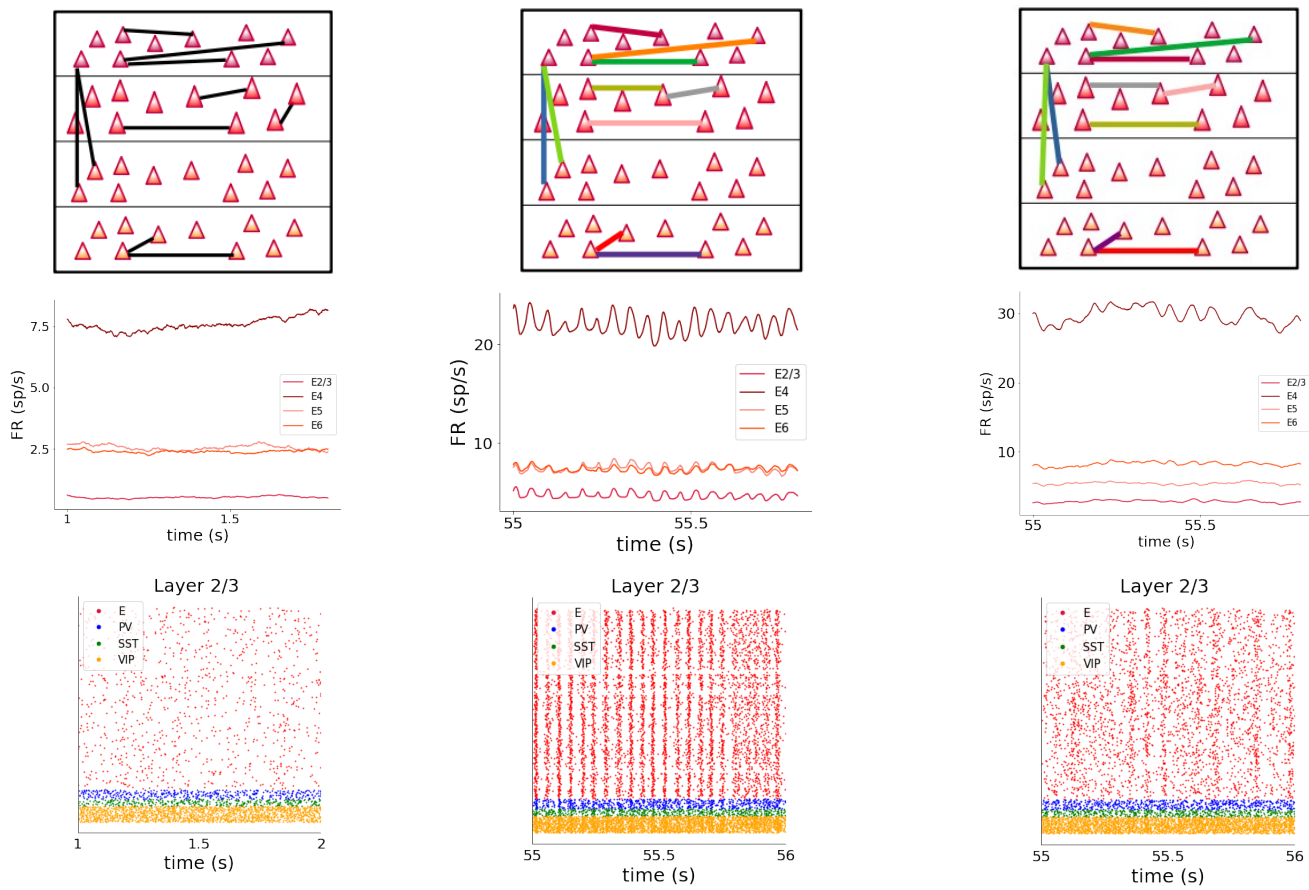 7.5
5.0
2.5
FR (sp/s)
E2/3
E4
E5
E6
1
1.5
time (s)
20
10
FR (sp/s)
E2/3
E4
E5
E6
55
55.5
time (s)
30
20
10
FR (sp/s)
E2/3
E4
E5
E6
55
55.5
time (s)
Layer 2/3
E
PV
SST
VIP
1
1.5
2
time (s)
Layer 2/3
E
PV
SST
VIP
55
55.5
56
time (s)
Layer 2/3
E
PV
SST
VIP
55
55.5
56
time (s)